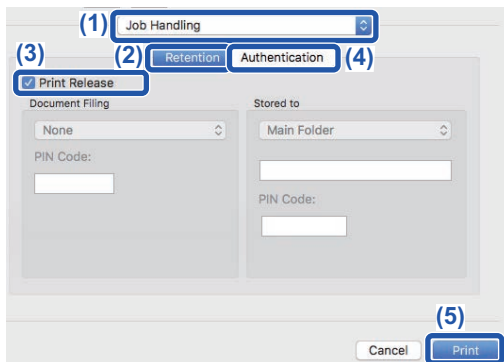 (1) Job Handling
(3) (2) Retention Authentication (4)
Print Release
Document Filing Stored to
None Main Folder
PIN Code:
PIN Code:
(5)
Cancel Print